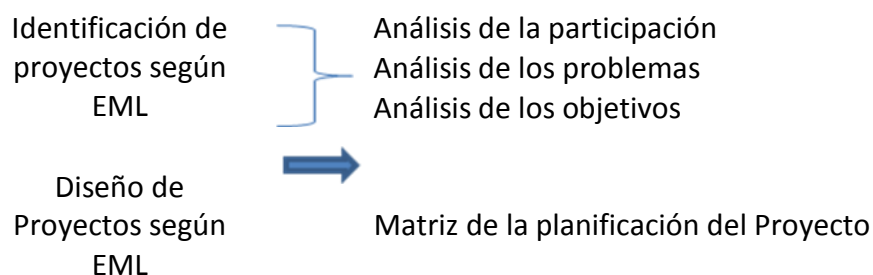 Identificación de
proyectos según
EML
Análisis de la participación
Análisis de los problemas
Análisis de los objetivos
Diseño de
Proyectos según
EML
Matriz de la planificación del Proyecto